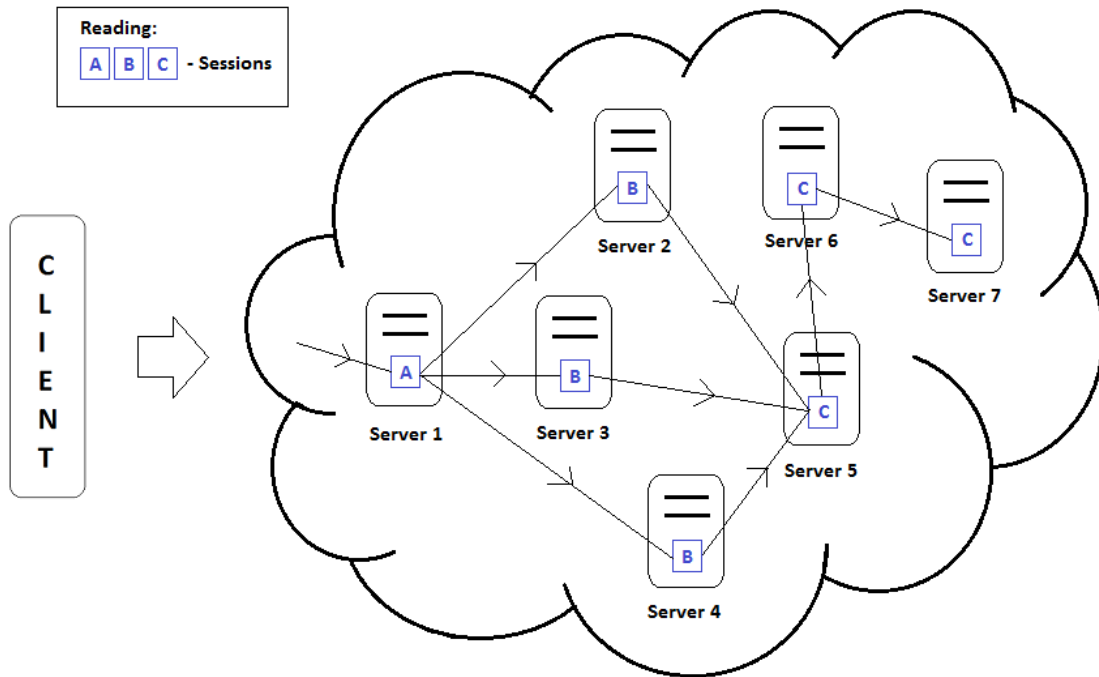 Reading:
A B C - Sessions
C
L
I
E
N
T
B
Server 2
C
Server 6
C
Server 7
A
Server 1
B
Server 3
C
Server 5
B
Server 4